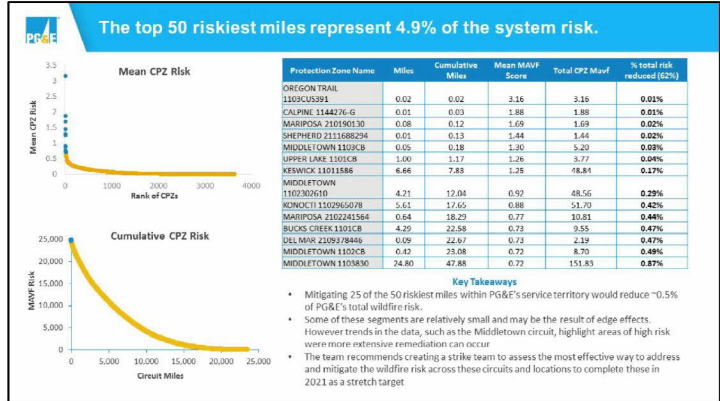 PG&E
The top 50 riskiest miles represent 4.9% of the system risk.
Mean CPZ Risk
3.5
3
2.5
2
1.5
1
0.5
0
Mean CPZ Risk
0 1000 2000 3000 4000
Rank of CPZs
Cumulative CPZ Risk
25,000
20,000
15,000
10,000
5,000
0
MAVF Risk
0 5,000 10,000 15,000 20,000 25,000
Circuit Miles
Protection Zone Name Miles Cumulative Miles Mean MAVF Score Total CPZ Mavf % total risk reduced (62%)
OREGON TRAIL
1103CUS391 0.02 0.02 3.16 3.16 0.01%
CALPINE 1144276-G 0.01 0.03 1.88 1.88 0.01%
MARIPOSA 210190130 0.08 0.12 1.69 1.69 0.02%
SHEPHERD 2111688294 0.01 0.13 1.44 1.44 0.02%
MIDDLETOWN 1103CB 0.05 0.18 1.30 5.20 0.03%
UPPER LAKE 1101CB 1.00 1.17 1.26 3.77 0.04%
KESWICK 11011586 6.66 7.83 1.25 48.84 0.17%
MIDDLETOWN
1102302610 4.21 12.04 0.92 48.56 0.29%
KONOCTI 1102965078 5.61 17.65 0.88 51.70 0.42%
MARIPOSA 2102241564 0.64 18.29 0.77 10.81 0.44%
BUCKS CREEK 1101CB 4.29 22.58 0.73 9.55 0.47%
DEL MAR 2109378446 0.09 22.67 0.73 2.19 0.47%
MIDDLETOWN 1102CB 0.42 23.08 0.72 8.70 0.49%
MIDDLETOWN 1103830 24.80 47.88 0.72 151.83 0.87%
Key Takeaways
• Mitigating 25 of the 50 riskiest miles within PG&E's service territory would reduce ~0.5%
of PG&E's total wildfire risk.
• Some of these segments are relatively small and may be the result of edge effects.
However trends in the data, such as the Middletown circuit, highlight areas of high risk
were more extensive remediation can occur
• The team recommends creating a strike team to assess the most effective way to address
and mitigate the wildfire risk across these circuits and locations to complete these in
2021 as a stretch target